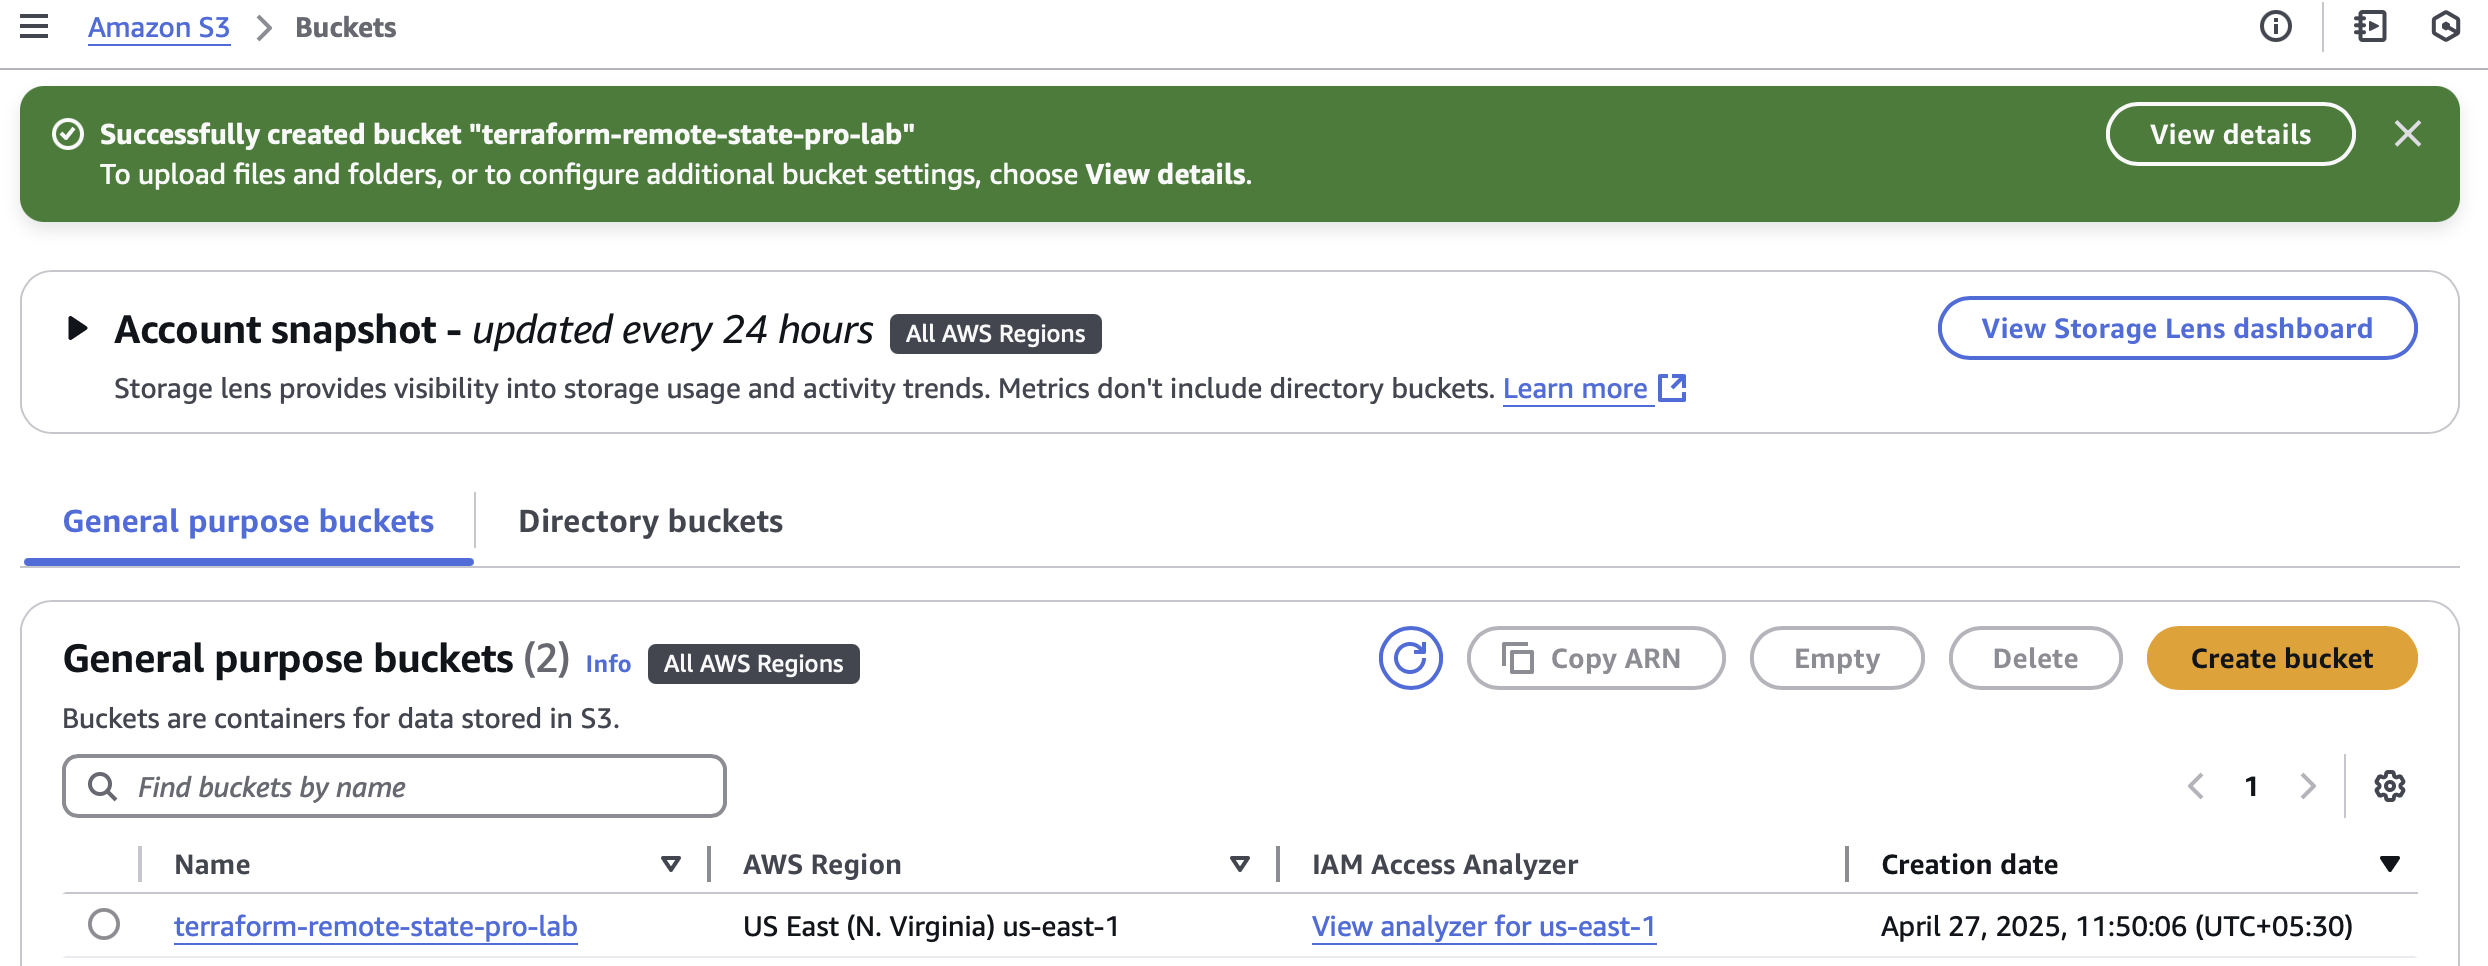 Amazon S3 > Buckets
Successfully created bucket "terraform-remote-state-pro-lab"
To upload files and folders, or to configure additional bucket settings, choose View details.
View details
Account snapshot - updated every 24 hours All AWS Regions
View Storage Lens dashboard
Storage lens provides visibility into storage usage and activity trends. Metrics don't include directory buckets. Learn more
General purpose buckets Directory buckets
General purpose buckets (2) Info All AWS Regions
Copy ARN Empty Delete Create bucket
Buckets are containers for data stored in S3.
Find buckets by name
1
Name AWS Region IAM Access Analyzer Creation date
terraform-remote-state-pro-lab US East (N. Virginia) us-east-1 View analyzer for us-east-1 April 27, 2025, 11:50:06 (UTC+05:30)